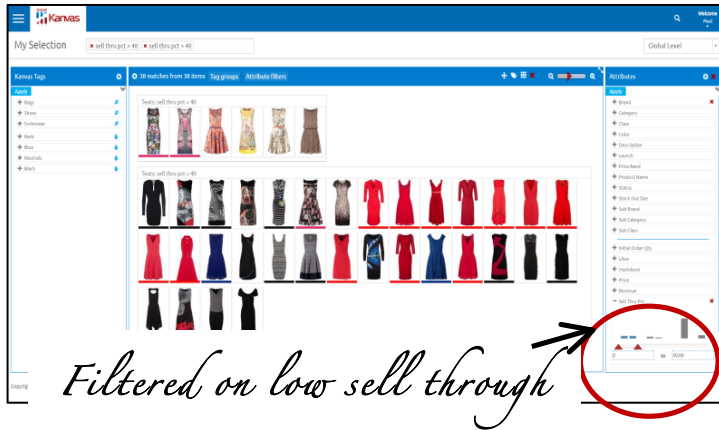 Kanvas
Welcome
Paul
My Selection
✖ sell thru pct > 40 ✖ sell thru pct < 40
Global Level
Kanvas Tags
38 matches from 38 items Tag groups Attribute filters
Attributes
Apply
Apply
+ Bags
+ Shoes
+ Swimwear
+ Reds
+ Blue
+ Neutrals
+ Black
Texts: sell thru pct > 40
Texts: sell thru pct < 40
+ Brand
+ Category
+ Class
+ Color
+ Description
+ Launch
+ Price Band
+ Product Name
+ Status
+ Stock Out Size
+ Sub Brand
+ Sub Category
+ Sub Class
+ Initial Order Qty
+ Likes
+ Markdown
+ Price
+ Revenue
− Sell Thru Pct
0 to
Filtered on low sell through
Copyrig